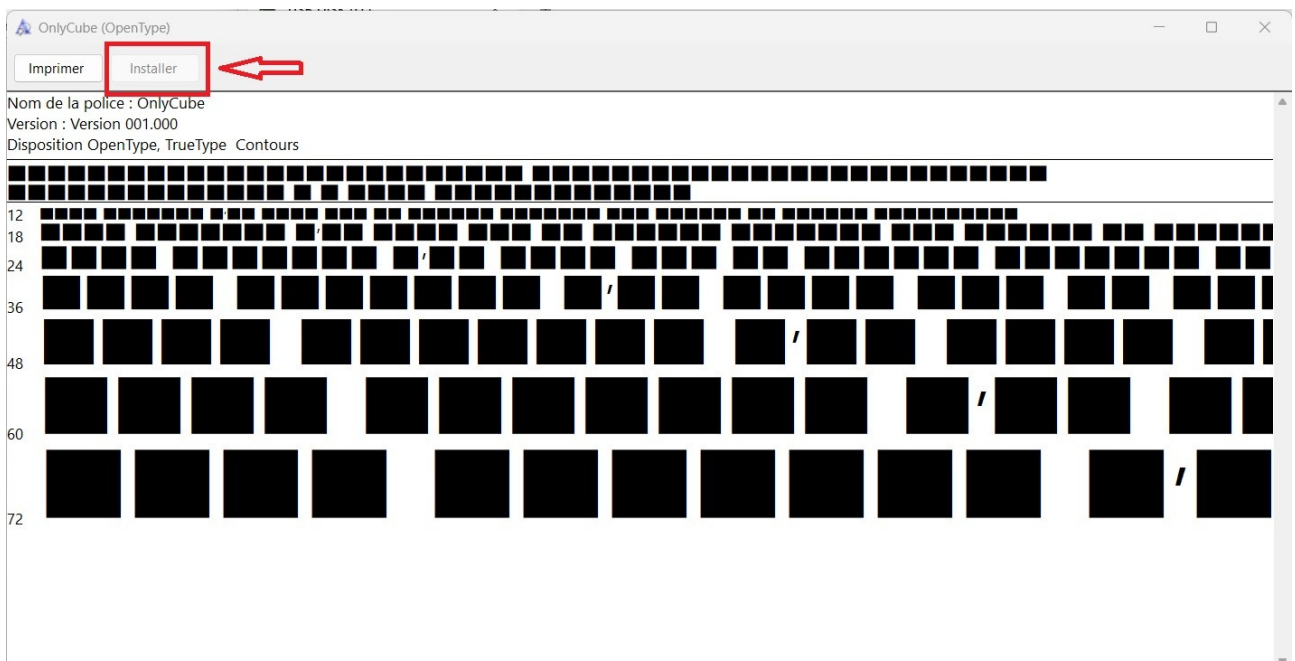 OnlyCube (OpenType)
Imprimer
Installer
Nom de la police : OnlyCube
Version : Version 001.000
Disposition OpenType, TrueType Contours
12
18
24
36
48
60
72